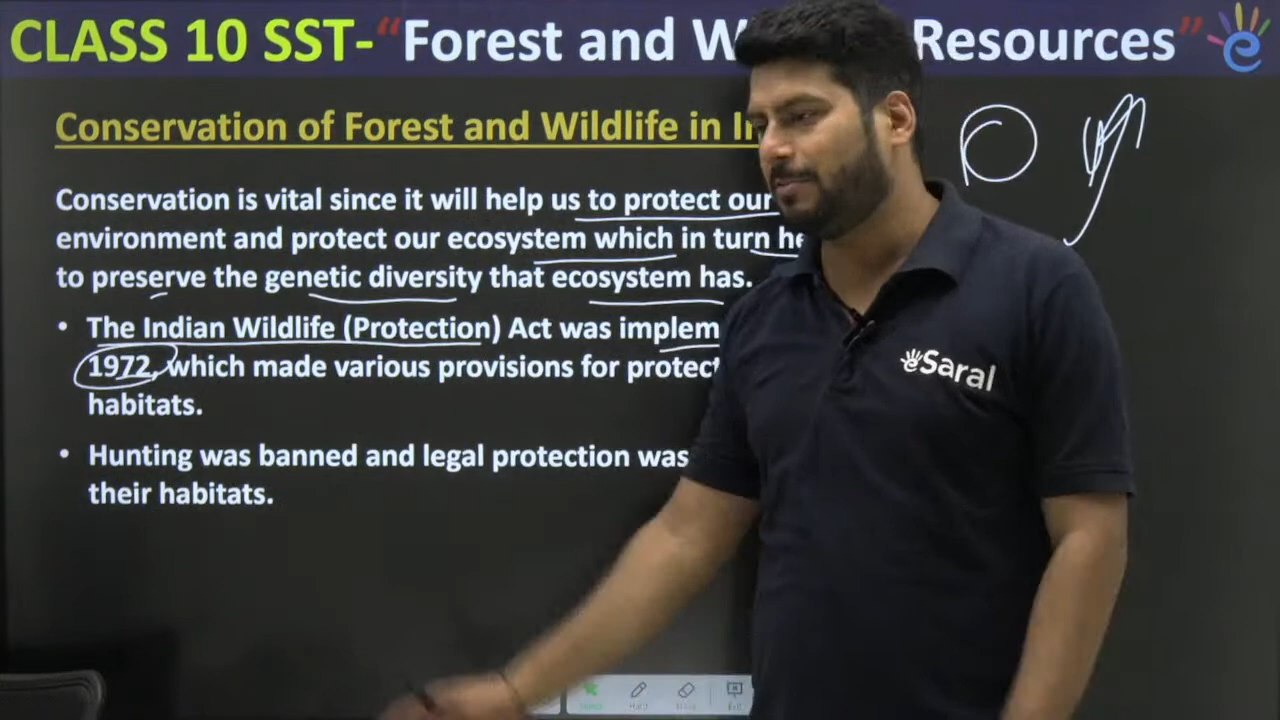 CLASS 10 SST-“Forest and W Resources”
Conservation of Forest and Wildlife in
Conservation is vital since it will help us to protect our
environment and protect our ecosystem which in turn
to preserve the genetic diversity that ecosystem has.
• The Indian Wildlife (Protection) Act was implem
1972, which made various provisions for protect
habitats.
• Hunting was banned and legal protection was
their habitats.
eSaral